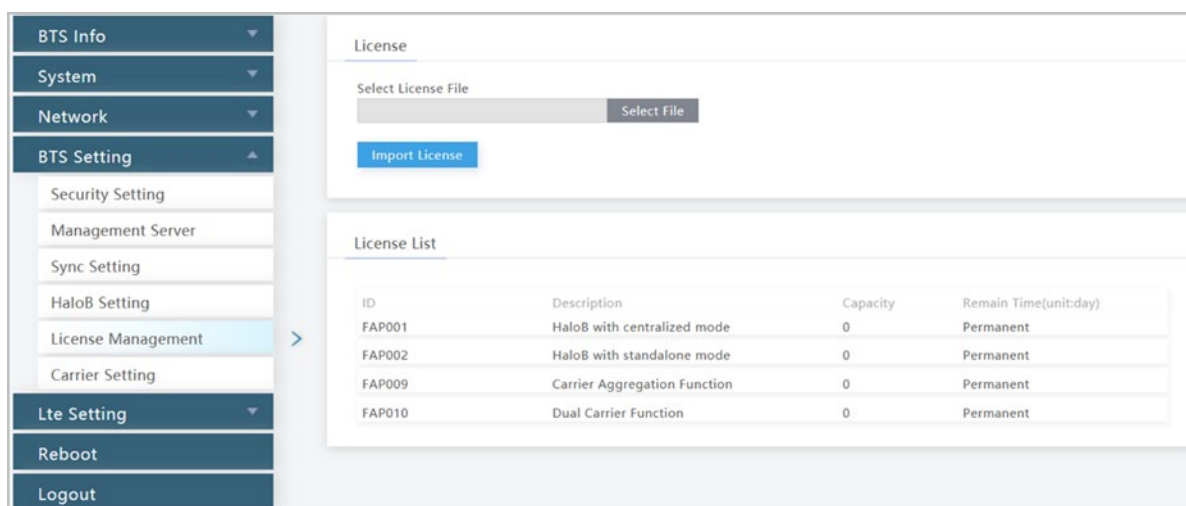 BTS Info
System
Network
BTS Setting
Security Setting
Management Server
Sync Setting
HaloB Setting
License Management
Carrier Setting
Lte Setting
Reboot
Logout
License
Select License File
Select File
Import License
License List
ID Description Capacity Remain Time(unit:day)
FAP001 HaloB with centralized mode 0 Permanent
FAP002 HaloB with standalone mode 0 Permanent
FAP009 Carrier Aggregation Function 0 Permanent
FAP010 Dual Carrier Function 0 Permanent